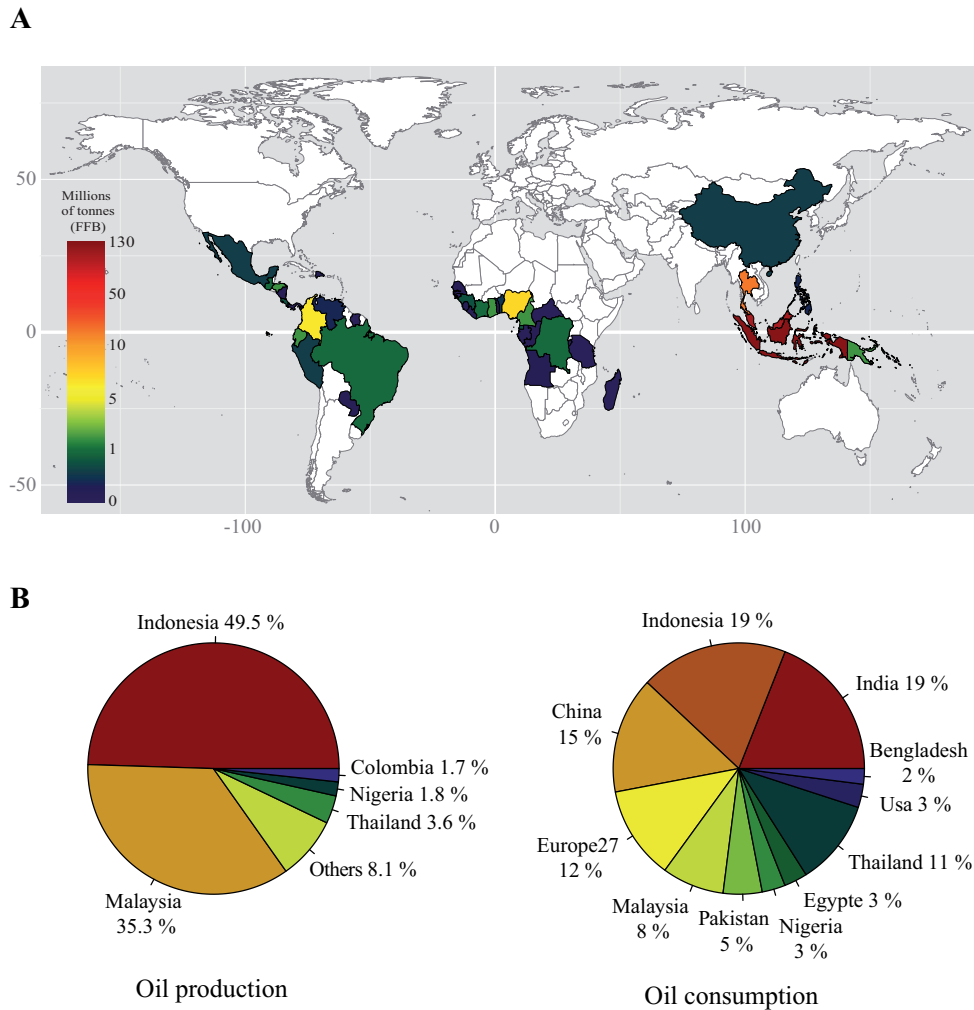 A
50
0
-50
Millions
of tonnes
(FFB)
130
50
10
5
1
0
-100
0
100
B
Indonesia 49.5 %
Colombia 1.7 %
Nigeria 1.8 %
Thailand 3.6 %
Others 8.1 %
Malaysia
35.3 %
Oil production
Indonesia 19 %
India 19 %
China
15 %
Bengladesh
2 %
Usa 3 %
Europe27
12 %
Thailand 11 %
Malaysia
8 %
Pakistan
5 %
Egypte 3 %
Nigeria
3 %
Oil consumption